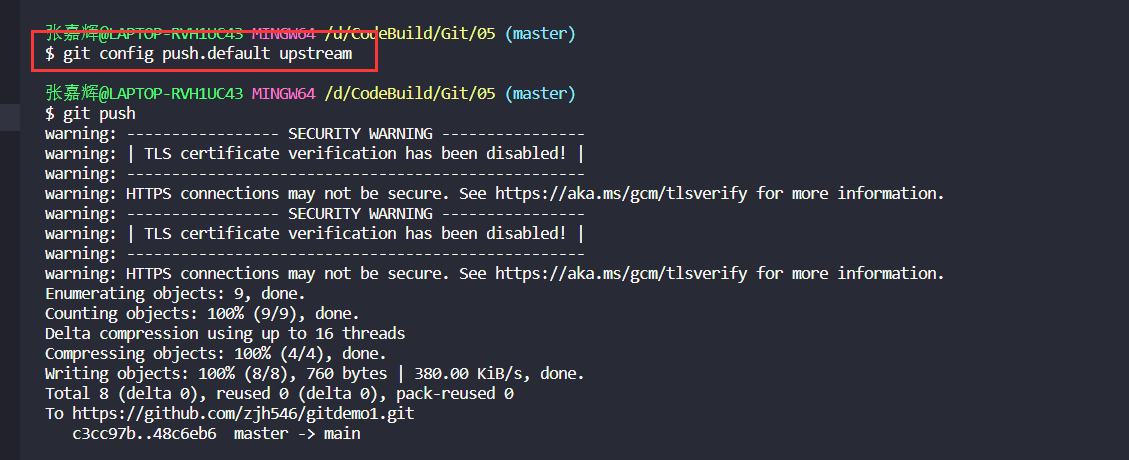 张嘉辉@LAPTOP-RVH1UC43 MINGW64 /d/CodeBuild/Git/05 (master)
$ git config push.default upstream
张嘉辉@LAPTOP-RVH1UC43 MINGW64 /d/CodeBuild/Git/05 (master)
$ git push
warning: ----------------- SECURITY WARNING ----------------
warning: | TLS certificate verification has been disabled! |
warning: ---------------------------------------------------
warning: HTTPS connections may not be secure. See https://aka.ms/gcm/tlsverify for more information.
warning: ----------------- SECURITY WARNING ----------------
warning: | TLS certificate verification has been disabled! |
warning: ---------------------------------------------------
warning: HTTPS connections may not be secure. See https://aka.ms/gcm/tlsverify for more information.
Enumerating objects: 9, done.
Counting objects: 100% (9/9), done.
Delta compression using up to 16 threads
Compressing objects: 100% (4/4), done.
Writing objects: 100% (8/8), 760 bytes | 380.00 KiB/s, done.
Total 8 (delta 0), reused 0 (delta 0), pack-reused 0
To https://github.com/zjh546/gitdemo1.git
   c3cc97b..48c6eb6  master -> main